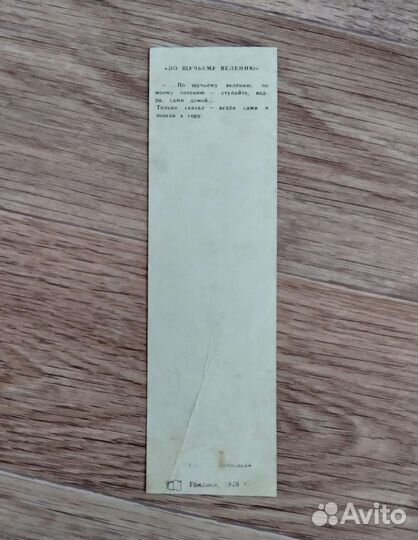 «ПО ЩУЧЬЕМУ ВЕЛЕНИЮ»
— ...По щучьему велению, по
моему хотению — ступайте, вед-
ра, сами домой...
Только сказал — ведра сами и
пошли в гору
Тбилиси, 1970 г.
Avito